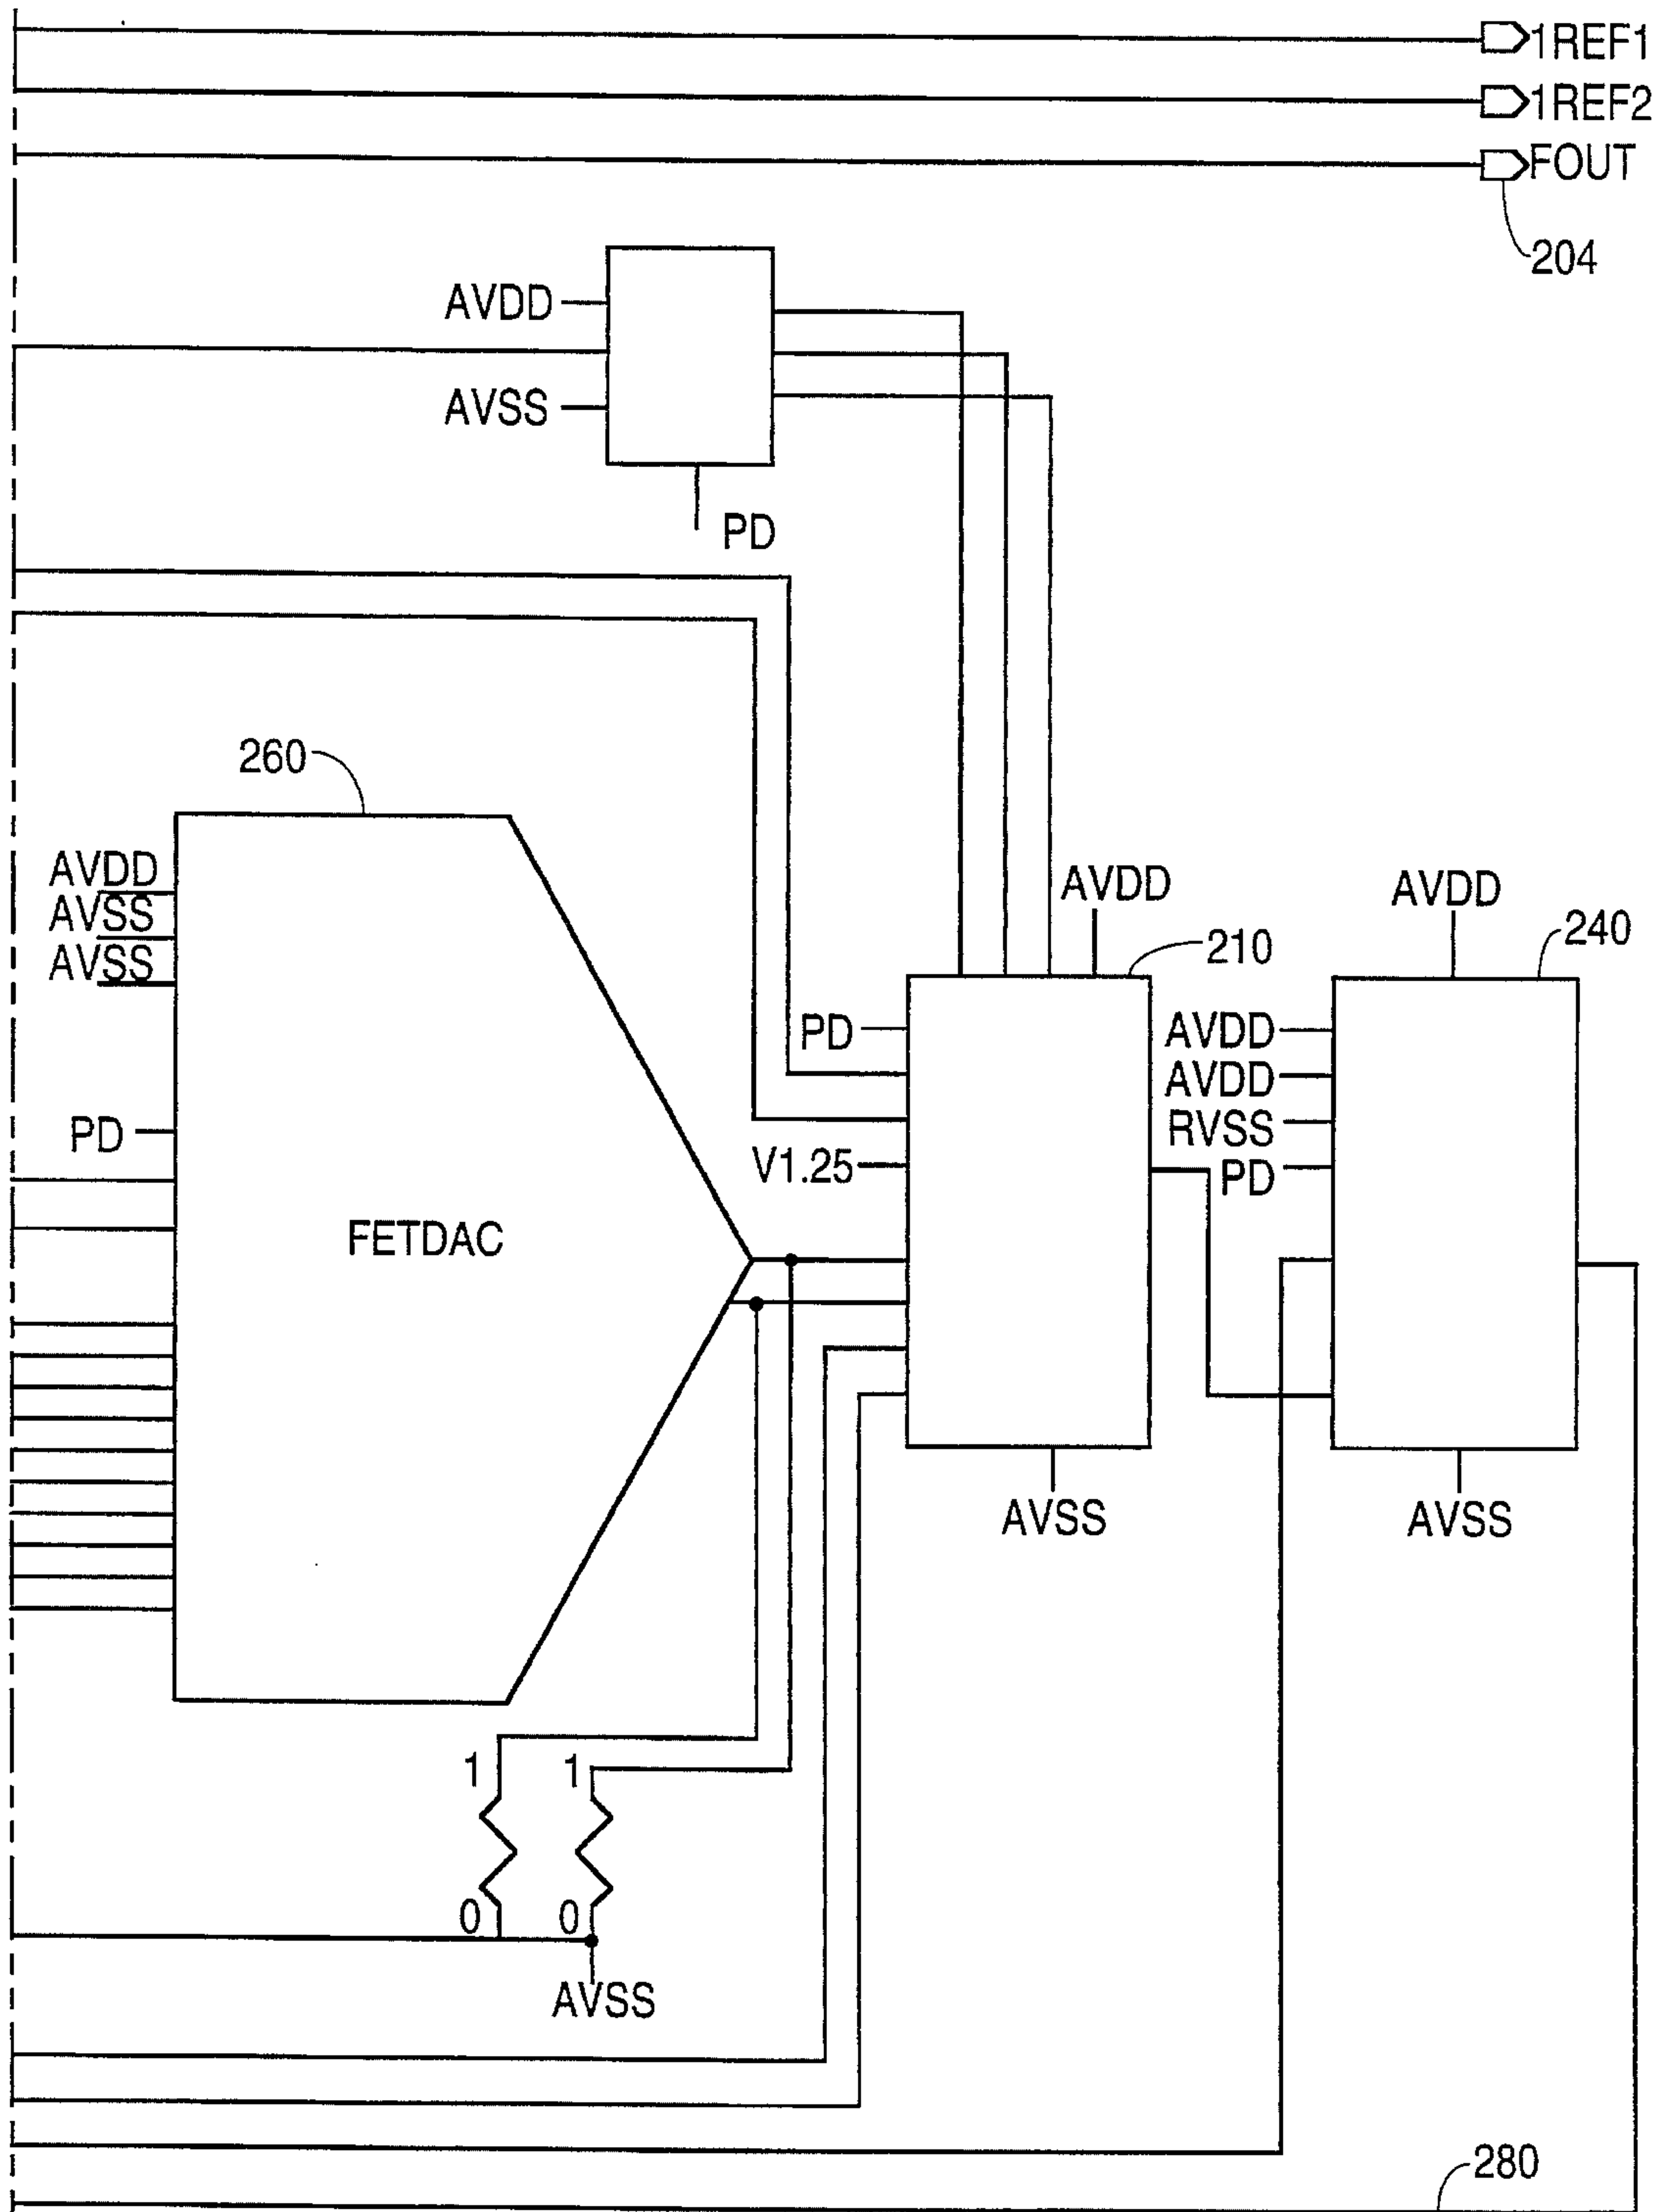 1REF1
1REF2
FOUT
204
AVDD
AVSS
PD
260
AVDD
AVSS
AVSS
PD
FETDAC
AVDD
210
PD
V1.25
AVSS
AVDD
240
AVDD
AVDD
RVSS
PD
AVSS
1
1
0
0
AVSS
280